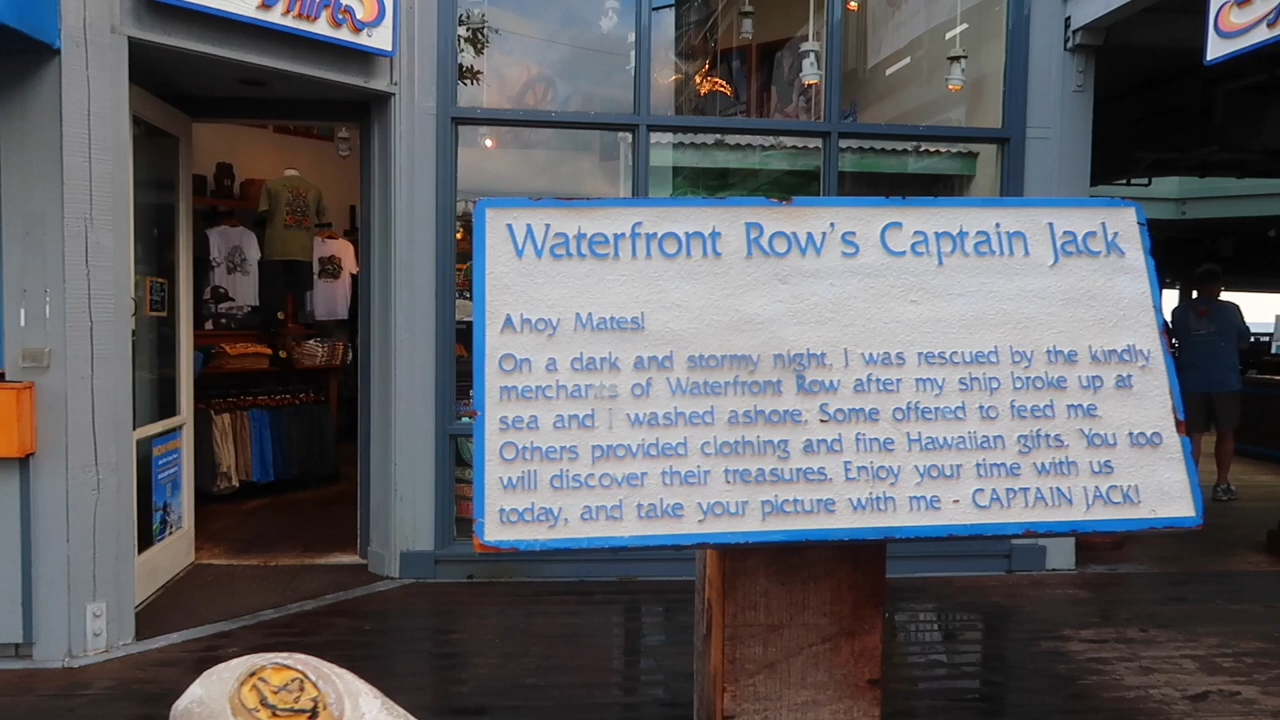 Shirts
Waterfront Row's Captain Jack
Ahoy Mates!
On a dark and stormy night, I was rescued by the kindly
merchants of Waterfront Row after my ship broke up at
sea and I washed ashore. Some offered to feed me.
Others provided clothing and fine Hawaiian gifts. You too
will discover their treasures. Enjoy your time with us
today, and take your picture with me - CAPTAIN JACK!